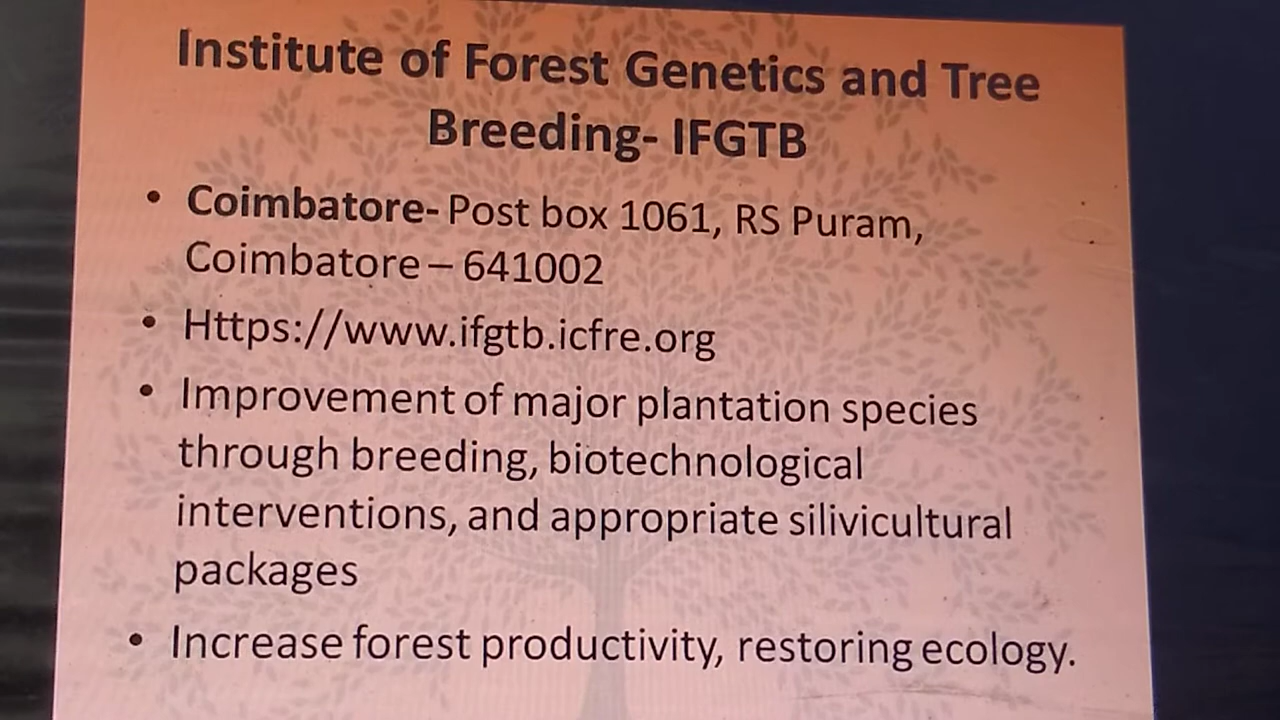 Institute of Forest Genetics and Tree
Breeding- IFGTB
• Coimbatore- Post box 1061, RS Puram,
Coimbatore – 641002
• Https://www.ifgtb.icfre.org
• Improvement of major plantation species
through breeding, biotechnological
interventions, and appropriate silivicultural
packages
• Increase forest productivity, restoring ecology.